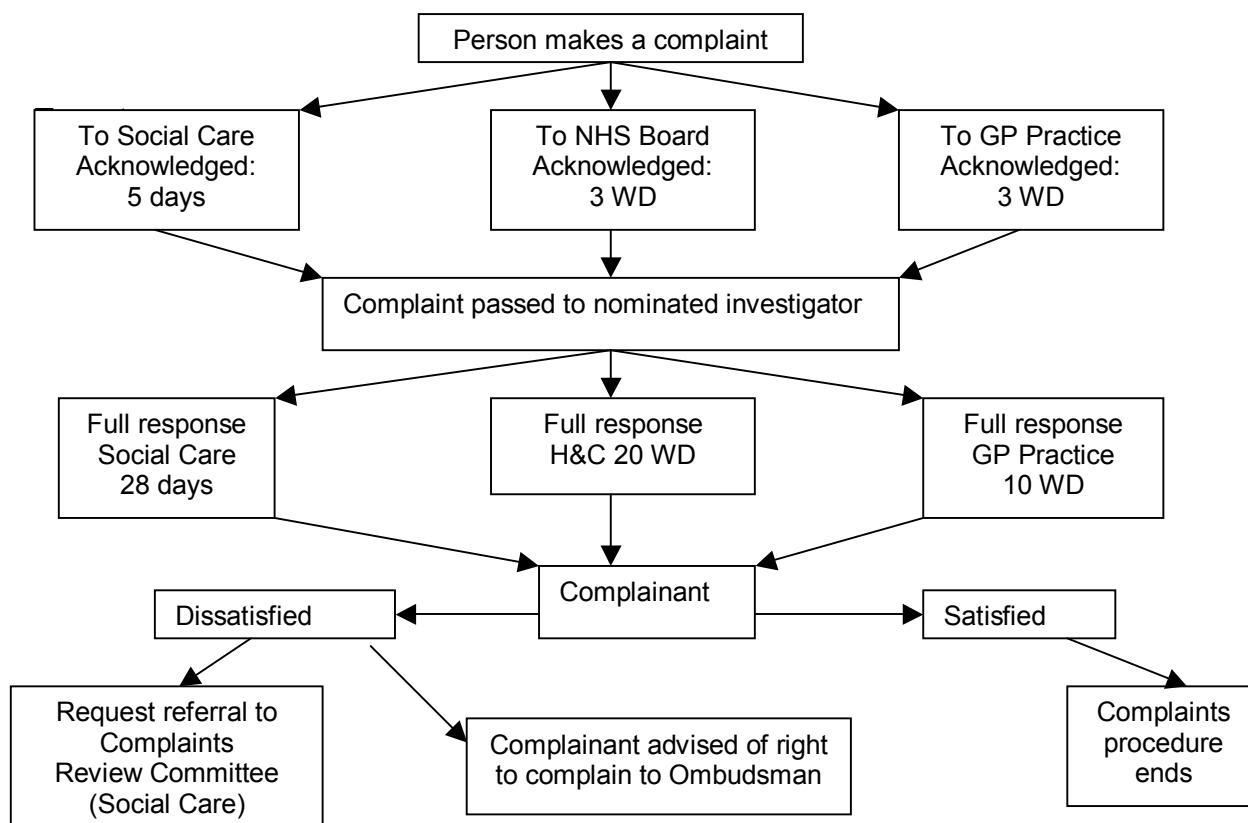 Person makes a complaint
To Social Care
Acknowledged:
5 days
To NHS Board
Acknowledged:
3 WD
To GP Practice
Acknowledged:
3 WD
Complaint passed to nominated investigator
Full response
Social Care
28 days
Full response
H&C 20 WD
Full response
GP Practice
10 WD
Complainant
Dissatisfied
Satisfied
Request referral to
Complaints
Review Committee
(Social Care)
Complainant advised of right
to complain to Ombudsman
Complaints
procedure
ends